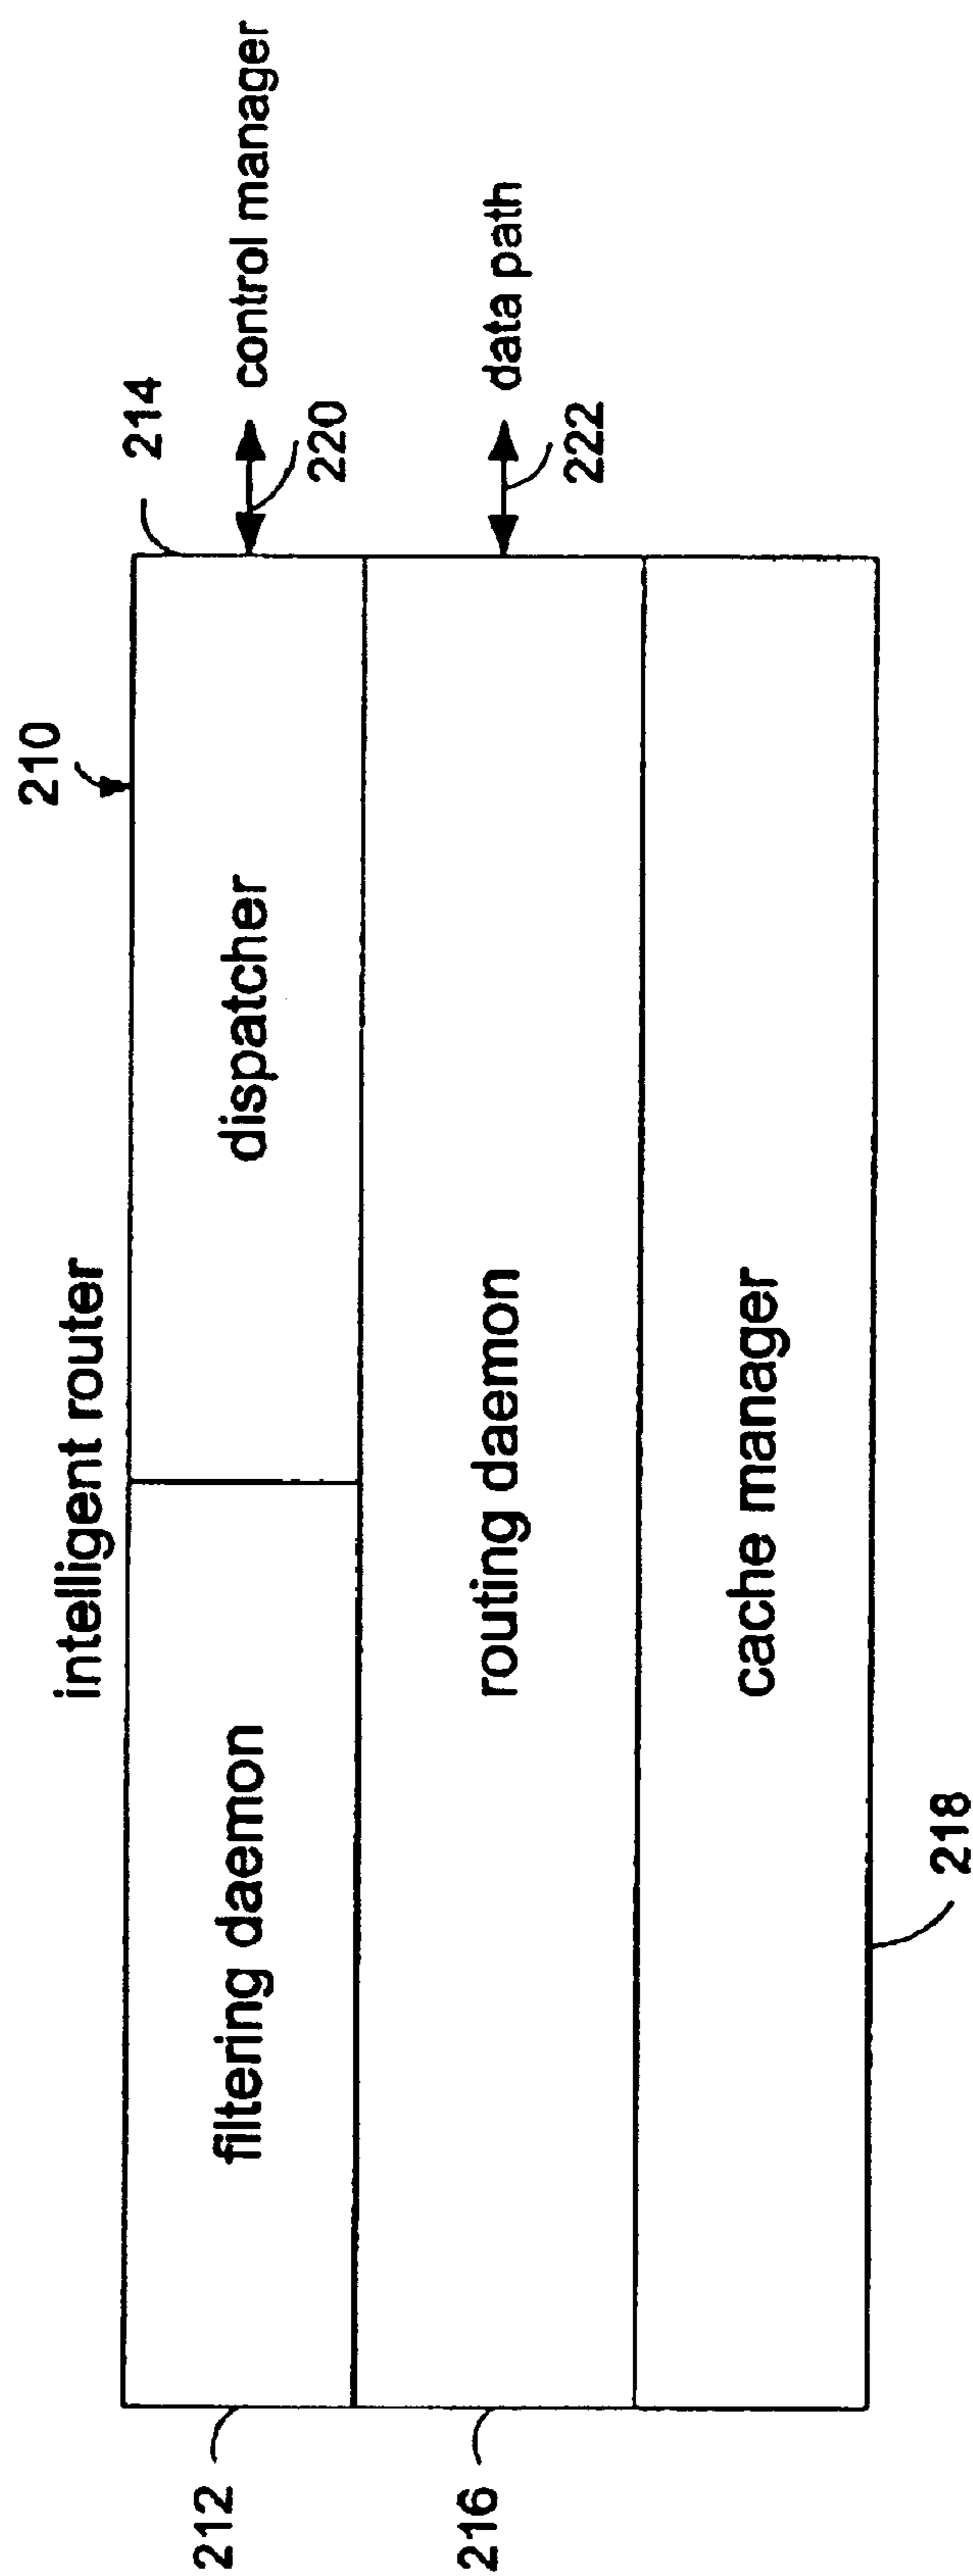 intelligent router
210
214
filtering daemon
dispatcher
control manager
220
212
routing daemon
data path
222
216
cache manager
218